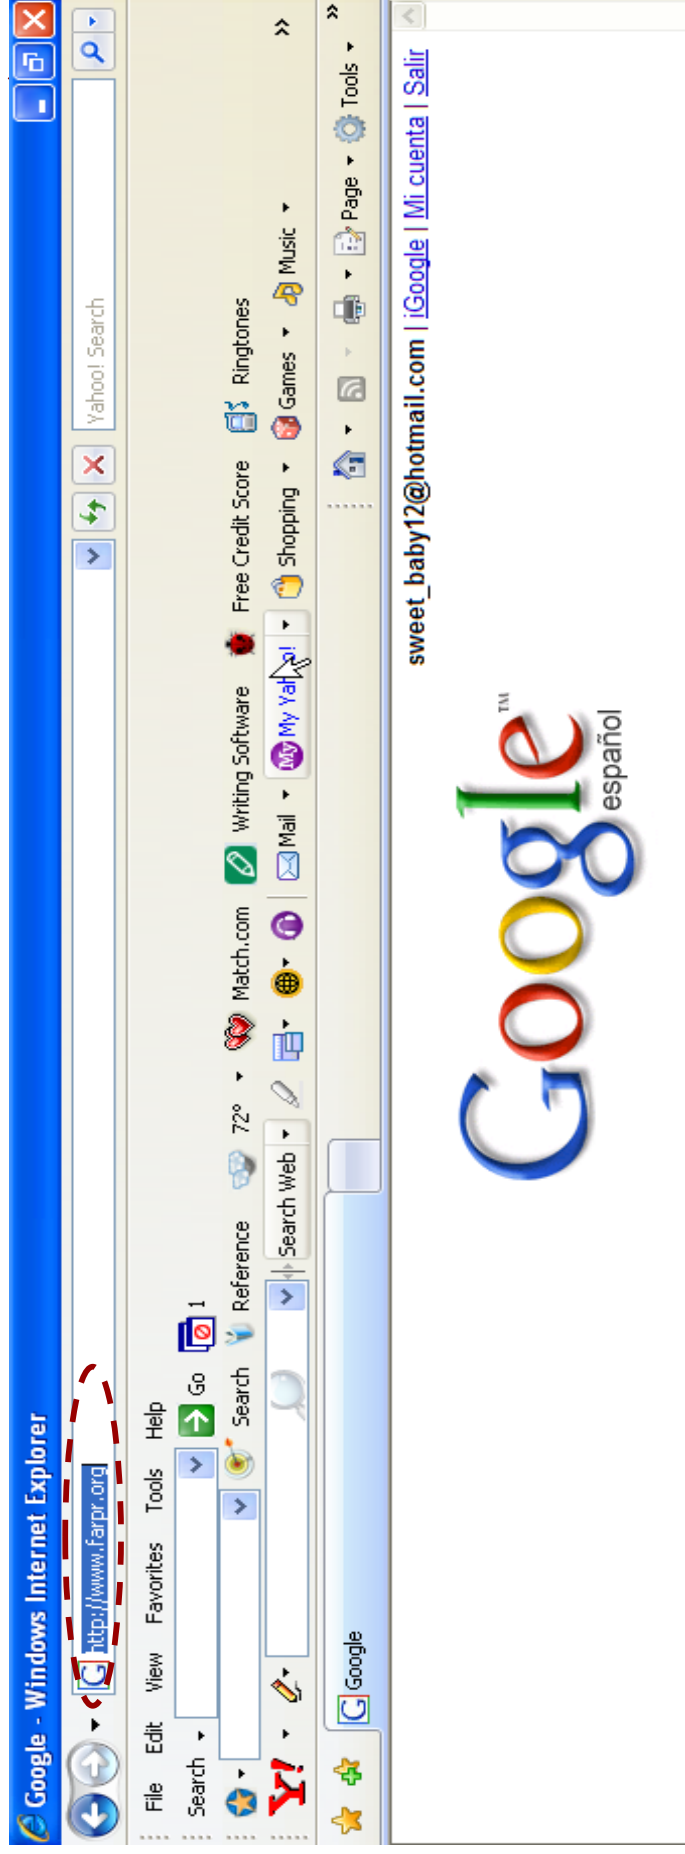 Google - Windows Internet Explorer
http://www.farpr.org
Yahoo! Search
File Edit View Favorites Tools Help
Search Go 1
Search Reference 72° Match.com Writing Software Free Credit Score Ringtones
Y! Search Web Mail My My Yahoo! Shopping Games Music
G Google Page Tools
sweet_baby12@hotmail.com | iGoogle | Mi cuenta | Salir
Google™
español